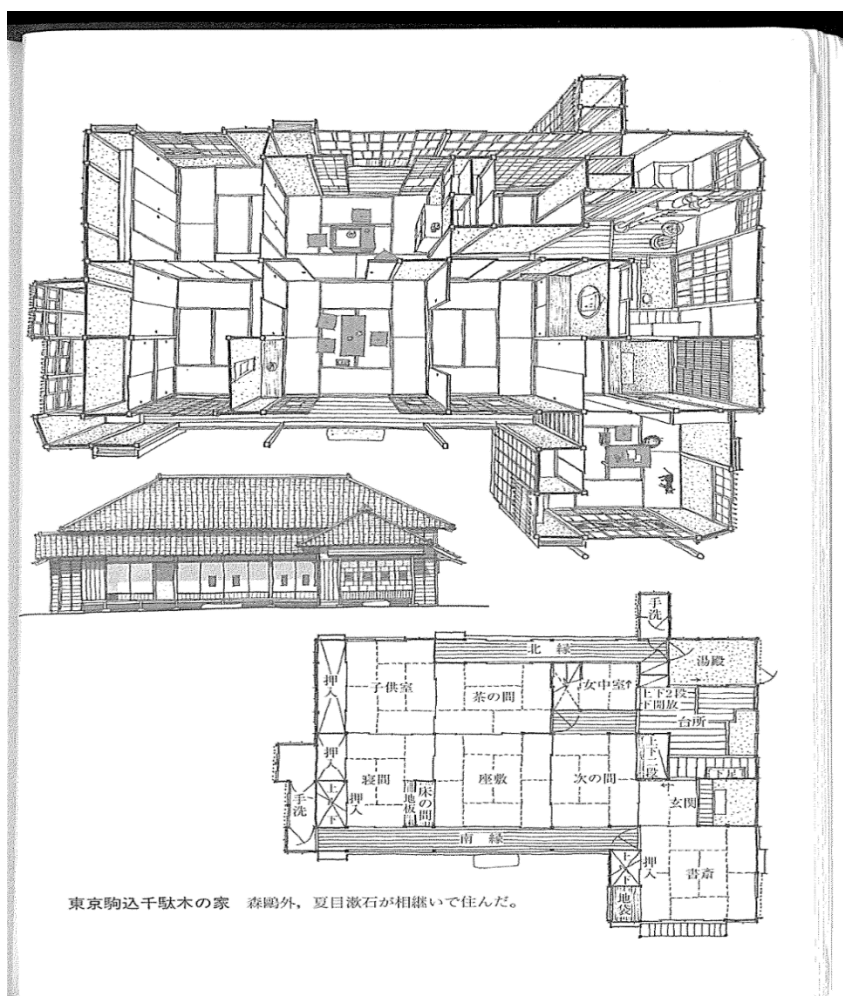 手洗
北縁
湯殿
押入
子供室
茶の間
女中室
上下2段
下開放
台所
押入
寝間
座敷
次の間
上下二段
下足
手洗
上下
押入
地板
床の間
玄関
南縁
上下
押入
書斎
地袋
東京駒込千駄木の家 森鷗外，夏目漱石が相継いで住んだ。